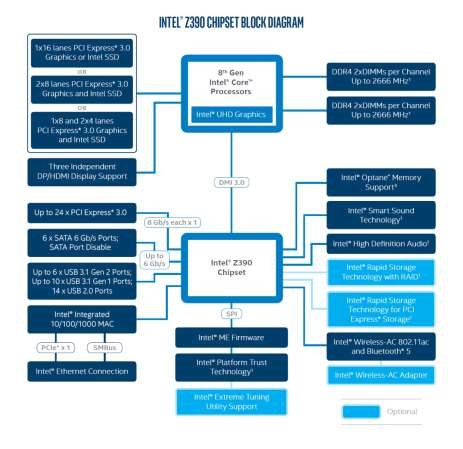 INTEL® Z390 CHIPSET BLOCK DIAGRAM
1x16 lanes PCI Express* 3.0
Graphics or Intel SSD
OR
2x8 lanes PCI Express* 3.0
Graphics and Intel SSD
OR
1x8 and 2x4 lanes
PCI Express* 3.0 Graphics
and Intel SSD
Three Independent
DP/HDMI Display Support
8th Gen
Intel® Core™
Processors
Intel® UHD Graphics
DDR4 2xDIMMs per Channel
Up to 2666 MHz¹
DDR4 2xDIMMs per Channel
Up to 2666 MHz¹
DMI 3.0
Up to 24 x PCI Express* 3.0
6 Gb/s each x 1
6 x SATA 6 Gb/s Ports;
SATA Port Disable
Up to
6 Gb/s
Up to 6 x USB 3.1 Gen 2 Ports;
Up to 10 x USB 3.1 Gen 1 Ports;
14 x USB 2.0 Ports
Intel® Integrated
10/100/1000 MAC
PCIe* x 1
SMBus
Intel® Ethernet Connection
Intel® Z390
Chipset
SPI
Intel® ME Firmware
Intel® Platform Trust
Technology¹
Intel® Extreme Tuning
Utility Support
Intel® Optane™ Memory
Support¹
Intel® Smart Sound
Technology¹
Intel® High Definition Audio¹
Intel® Rapid Storage
Technology with RAID¹
Intel® Rapid Storage
Technology for PCI
Express* Storage¹
Intel® Wireless-AC 802.11ac
and Bluetooth* 5
Intel® Wireless-AC Adapter
Optional